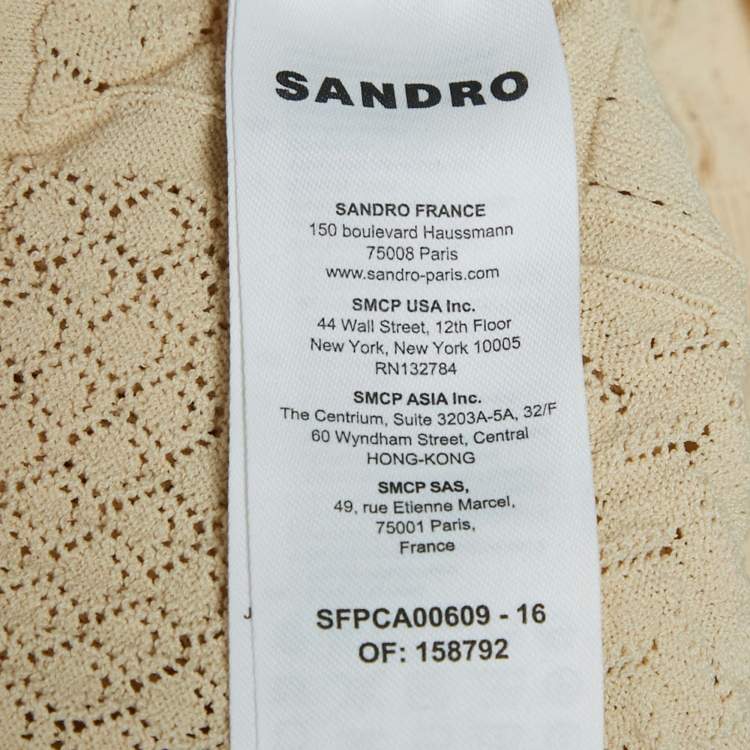 SANDRO
SANDRO FRANCE
150 boulevard Haussmann
75008 Paris
www.sandro-paris.com
SMCP USA Inc.
44 Wall Street, 12th Floor
New York, New York 10005
RN132784
SMCP ASIA Inc.
The Centrium, Suite 3203A-5A, 32/F
60 Wyndham Street, Central
HONG-KONG
SMCP SAS,
49, rue Etienne Marcel,
75001 Paris,
France
SFPCA00609 - 16
OF: 158792